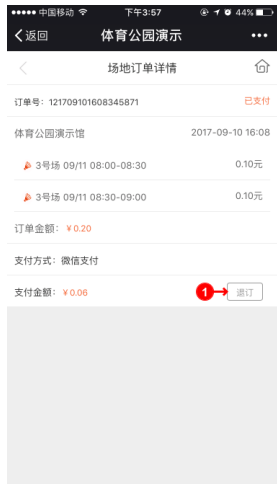 中国移动 下午3:57 44%
返回 体育公园演示
场地订单详情
订单号：121709101608345871 已支付
体育公园演示馆 2017-09-10 16:08
3号场 09/11 08:00-08:30 0.10元
3号场 09/11 08:30-09:00 0.10元
订单金额：￥0.20
支付方式：微信支付
支付金额：￥0.06 1 退订